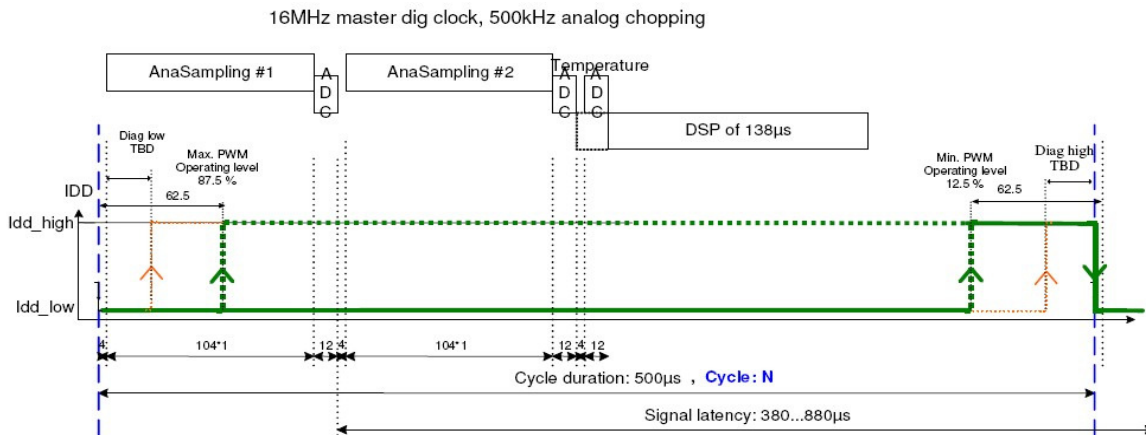 16MHz master dig clock, 500kHz analog chopping
AnaSampling #1
A
D
C
AnaSampling #2
A
D
C
Temperature
A
D
C
DSP of 138µs
Diag low
TBD
Max. PWM
Operating level
87.5 %
62.5
Min. PWM
Operating level
12.5 %
62.5
Diag high
TBD
IDD
Idd_high
Idd_low
4
104*1
12
4
104*1
12
4
12
Cycle duration: 500µs , Cycle: N
Signal latency: 380...880µs